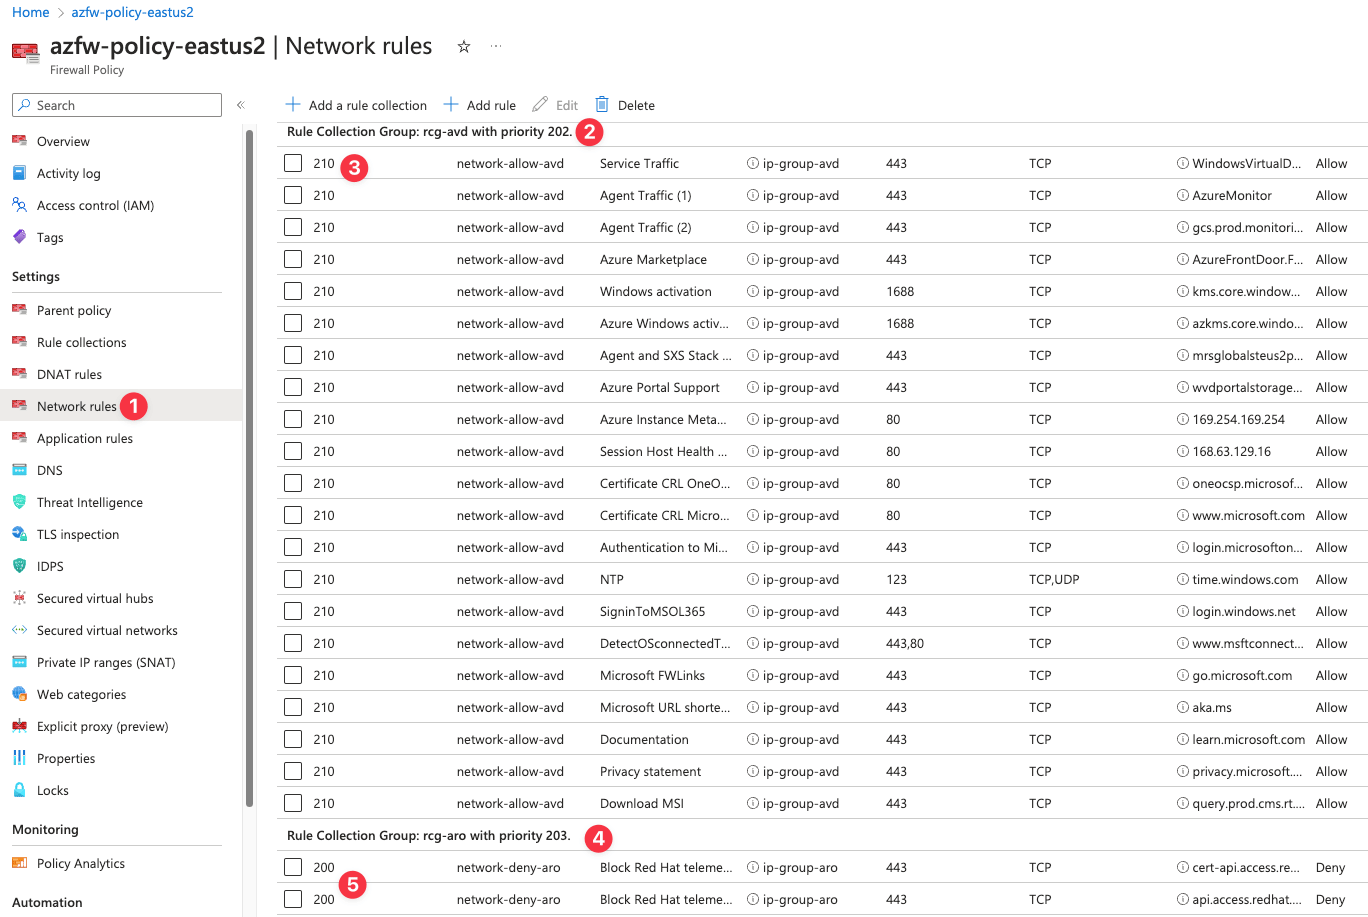 Home > azfw-policy-eastus2
azfw-policy-eastus2 | Network rules ☆ ···
Firewall Policy
Search «
Overview
Activity log
Access control (IAM)
Tags
Settings
Parent policy
Rule collections
DNAT rules
Network rules 1
Application rules
DNS
Threat Intelligence
TLS inspection
IDPS
Secured virtual hubs
Secured virtual networks
Private IP ranges (SNAT)
Web categories
Explicit proxy (preview)
Properties
Locks
Monitoring
Policy Analytics
Automation
Add a rule collection Add rule Edit Delete
Rule Collection Group: rcg-avd with priority 202. 2
210 3 network-allow-avd Service Traffic ip-group-avd 443 TCP WindowsVirtualD... Allow
210 network-allow-avd Agent Traffic (1) ip-group-avd 443 TCP AzureMonitor Allow
210 network-allow-avd Agent Traffic (2) ip-group-avd 443 TCP gcs.prod.monitori... Allow
210 network-allow-avd Azure Marketplace ip-group-avd 443 TCP AzureFrontDoor.F... Allow
210 network-allow-avd Windows activation ip-group-avd 1688 TCP kms.core.window... Allow
210 network-allow-avd Azure Windows activ... ip-group-avd 1688 TCP azkms.core.windo... Allow
210 network-allow-avd Agent and SXS Stack ... ip-group-avd 443 TCP mrsglobalsteus2p... Allow
210 network-allow-avd Azure Portal Support ip-group-avd 443 TCP wvdportalstorage... Allow
210 network-allow-avd Azure Instance Meta... ip-group-avd 80 TCP 169.254.169.254 Allow
210 network-allow-avd Session Host Health ... ip-group-avd 80 TCP 168.63.129.16 Allow
210 network-allow-avd Certificate CRL OneO... ip-group-avd 80 TCP oneocsp.microsof... Allow
210 network-allow-avd Certificate CRL Micro... ip-group-avd 80 TCP www.microsoft.com Allow
210 network-allow-avd Authentication to Mi... ip-group-avd 443 TCP login.microsofton... Allow
210 network-allow-avd NTP ip-group-avd 123 TCP,UDP time.windows.com Allow
210 network-allow-avd SigninToMSOL365 ip-group-avd 443 TCP login.windows.net Allow
210 network-allow-avd DetectOSconnectedT... ip-group-avd 443,80 TCP www.msftconnect... Allow
210 network-allow-avd Microsoft FWLinks ip-group-avd 443 TCP go.microsoft.com Allow
210 network-allow-avd Microsoft URL shorte... ip-group-avd 443 TCP aka.ms Allow
210 network-allow-avd Documentation ip-group-avd 443 TCP learn.microsoft.com Allow
210 network-allow-avd Privacy statement ip-group-avd 443 TCP privacy.microsoft.... Allow
210 network-allow-avd Download MSI ip-group-avd 443 TCP query.prod.cms.rt.... Allow
Rule Collection Group: rcg-aro with priority 203. 4
200 network-deny-aro Block Red Hat teleme... ip-group-aro 443 TCP cert-api.access.re... Deny
5
200 network-deny-aro Block Red Hat teleme... ip-group-aro 443 TCP api.access.redhat.... Deny